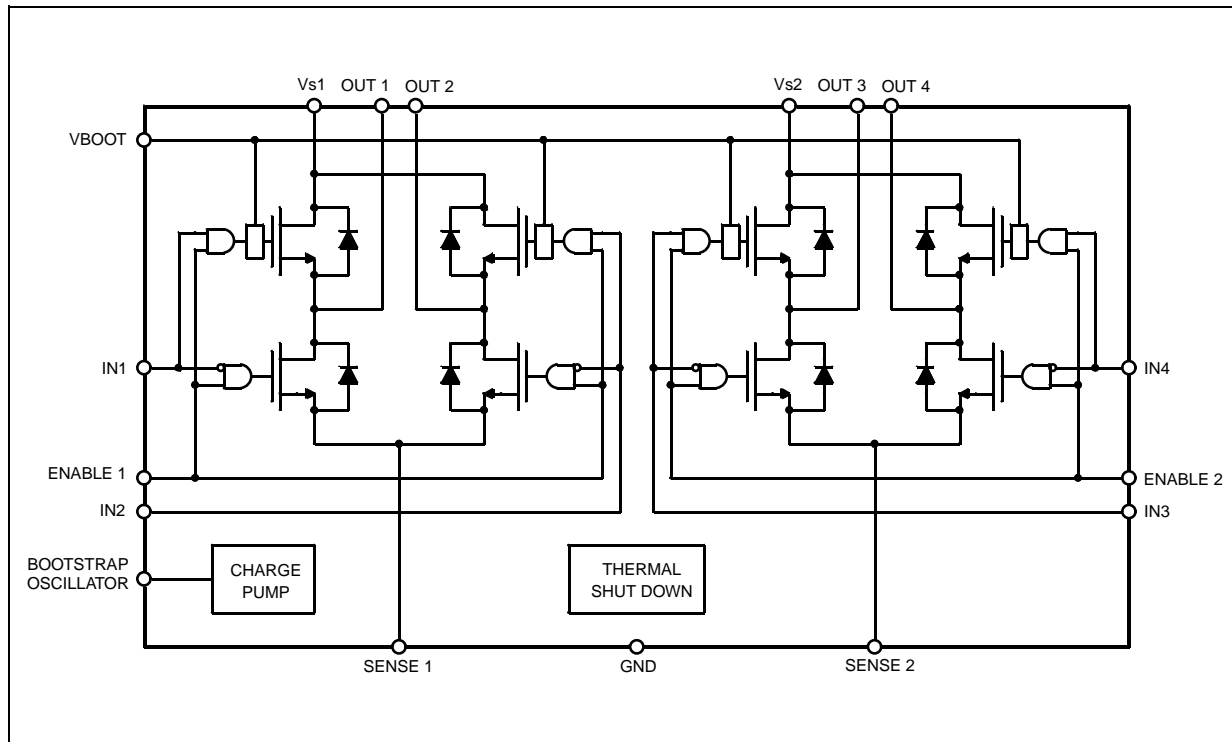 Vs1
OUT 1
OUT 2
Vs2
OUT 3
OUT 4
VBOOT
IN1
IN4
ENABLE 1
ENABLE 2
IN2
IN3
BOOTSTRAP
OSCILLATOR
CHARGE
PUMP
THERMAL
SHUT DOWN
SENSE 1
GND
SENSE 2